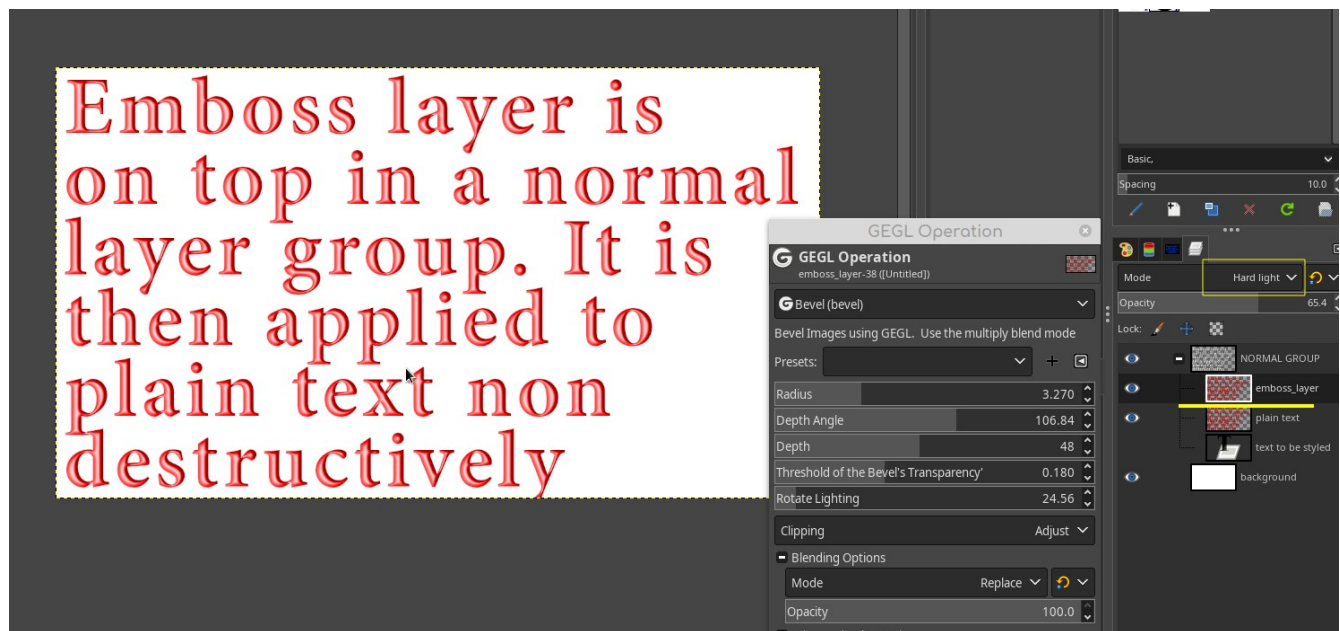 Emboss layer is
on top in a normal
layer group. It is
then applied to
plain text non
destructively
GEGL Operation
GEGL Operation
emboss_layer-38 ([Untitled])
Bevel (bevel)
Bevel Images using GEGL. Use the multiply blend mode
Presets:
Radius 3.270
Depth Angle 106.84
Depth 48
Threshold of the Bevel's Transparency' 0.180
Rotate Lighting 24.56
Clipping Adjust
Blending Options
Mode Replace
Opacity 100.0
Basic,
Spacing 10.0
Mode Hard light
Opacity 65.4
Lock:
NORMAL GROUP
emboss_layer
plain text
text to be styled
background